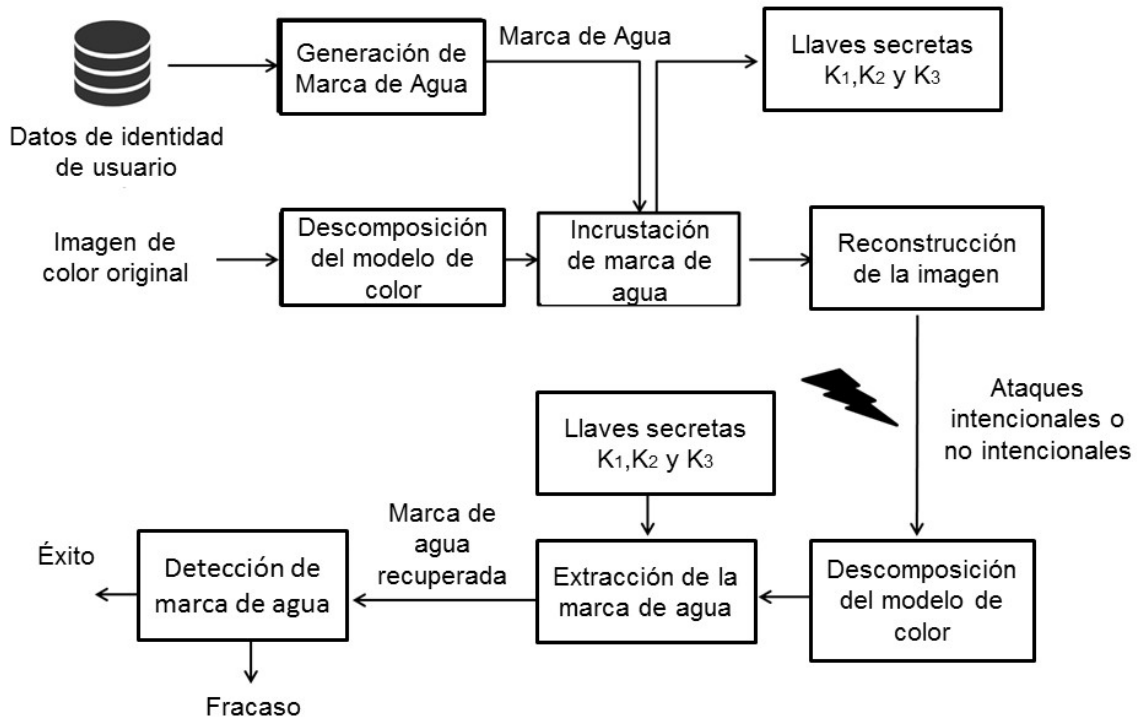 Generación de
Marca de Agua
Marca de Agua
Llaves secretas
K1,K2 y K3
Datos de identidad
de usuario
Imagen de
color original
Descomposición
del modelo de
color
Incrustación
de marca de
agua
Reconstrucción
de la imagen
Ataques
intencionales o
no intencionales
Llaves secretas
K1,K2 y K3
Descomposición
del modelo de
color
Extracción de la
marca de agua
Marca de
agua
recuperada
Detección de
marca de agua
Éxito
Fracaso